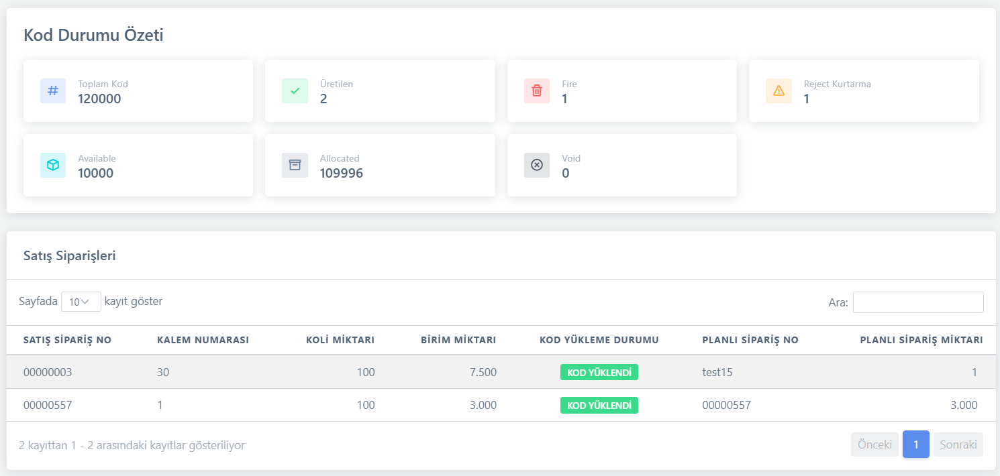 Kod Durumu Özeti
Toplam Kod
120000
Üretilen
2
Fire
1
Reject Kurtarma
1
Available
10000
Allocated
109996
Void
0
Satış Siparişleri
Sayfada 10 kayıt göster
Ara:
SATIŞ SİPARİŞ NO KALEM NUMARASI KOLİ MİKTARI BİRİM MİKTARI KOD YÜKLEME DURUMU PLANLI SİPARİŞ NO PLANLI SİPARİŞ MİKTARI
00000003 30 100 7.500 KOD YÜKLENDİ test15 1
00000557 1 100 3.000 KOD YÜKLENDİ 00000557 3.000
2 kayıttan 1 - 2 arasındaki kayıtlar gösteriliyor
Önceki 1 Sonraki